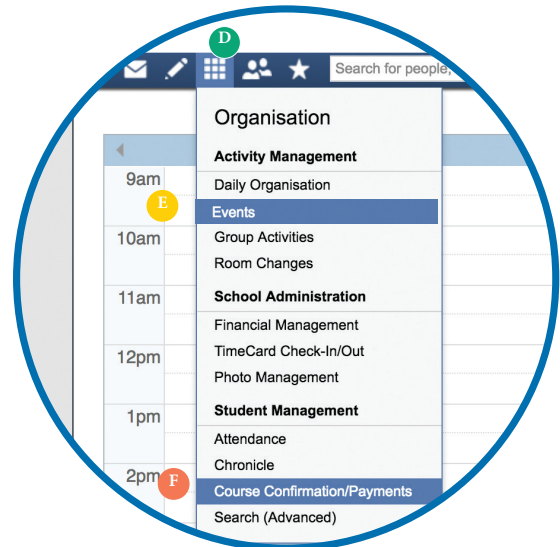 D
Search for people,
Organisation
Activity Management
9am
Daily Organisation
E
Events
10am
Group Activities
Room Changes
11am
School Administration
Financial Management
12pm
TimeCard Check-In/Out
Photo Management
1pm
Student Management
Attendance
Chronicle
2pm
F
Course Confirmation/Payments
Search (Advanced)